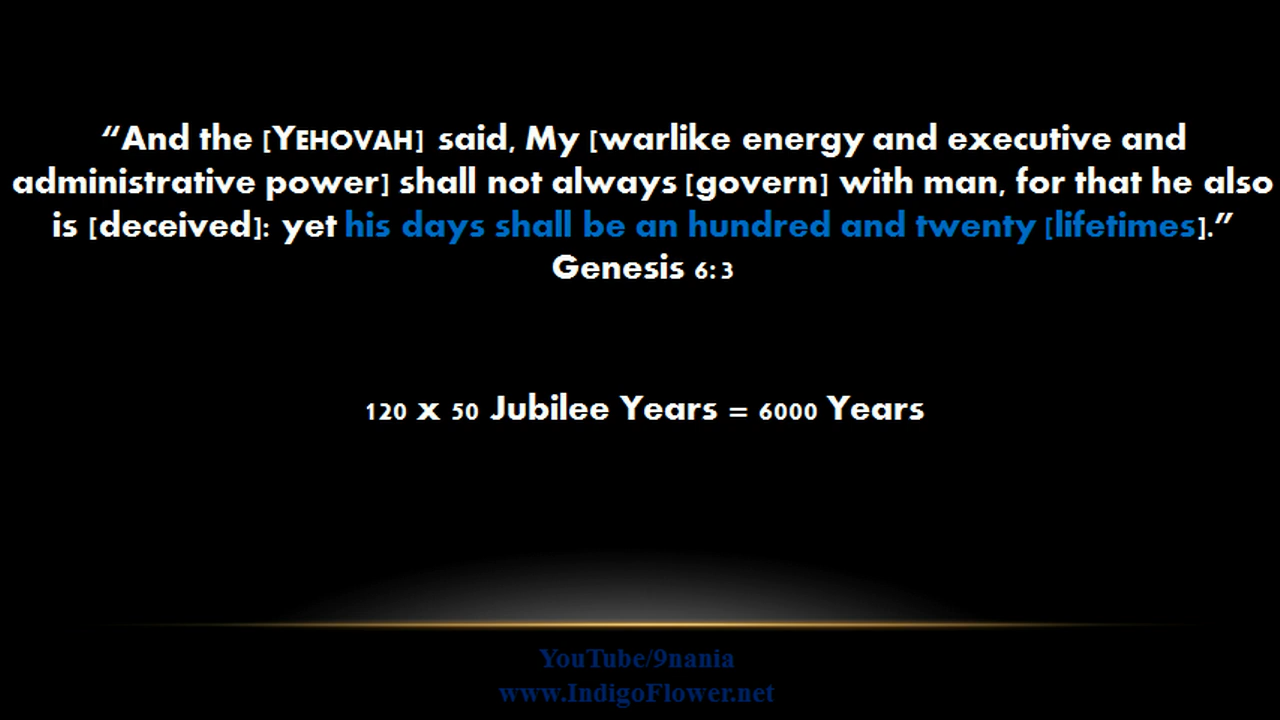 “And the [YEHOVAH] said, My [warlike energy and executive and
administrative power] shall not always [govern] with man, for that he also
is [deceived]: yet his days shall be an hundred and twenty [lifetimes].”
Genesis 6:3
120 x 50 Jubilee Years = 6000 Years
YouTube/9nania
www.IndigoFlower.net